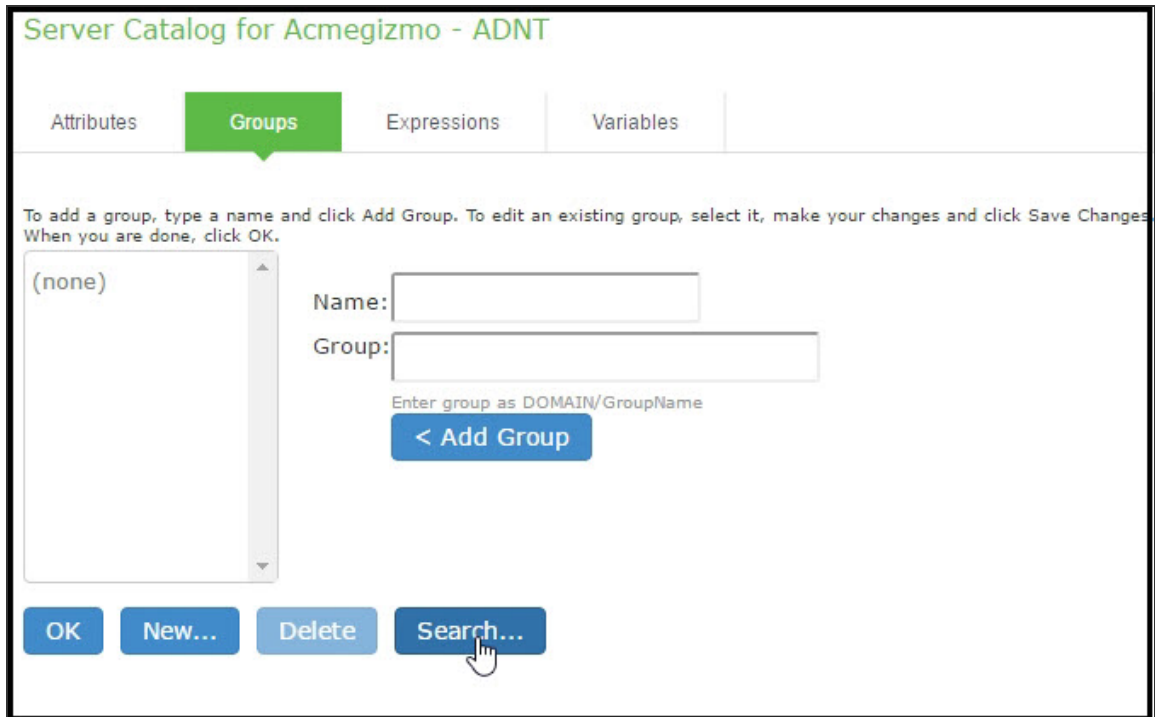 Server Catalog for Acmegizmo - ADNT
Attributes Groups Expressions Variables
To add a group, type a name and click Add Group. To edit an existing group, select it, make your changes and click Save Changes.
When you are done, click OK.
(none)
Name:
Group:
Enter group as DOMAIN/GroupName
< Add Group
OK New... Delete Search...